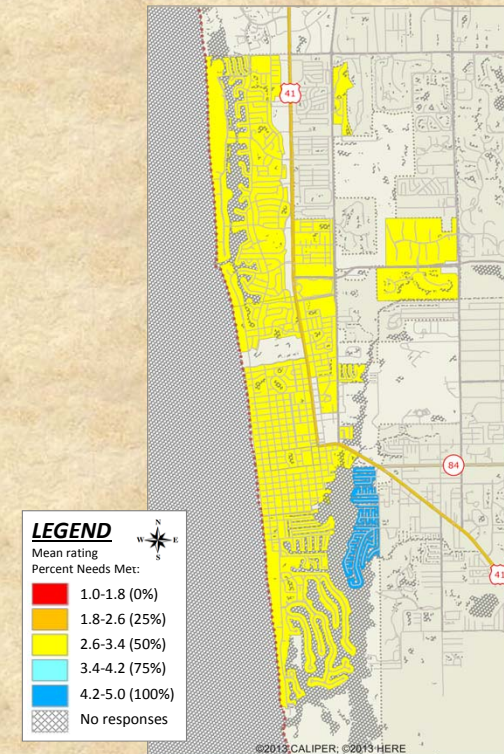 41
84
41
LEGEND
N
W E
S
Mean rating
Percent Needs Met:
1.0-1.8 (0%)
1.8-2.6 (25%)
2.6-3.4 (50%)
3.4-4.2 (75%)
4.2-5.0 (100%)
No responses
©2013 CALIPER; ©2013 HERE